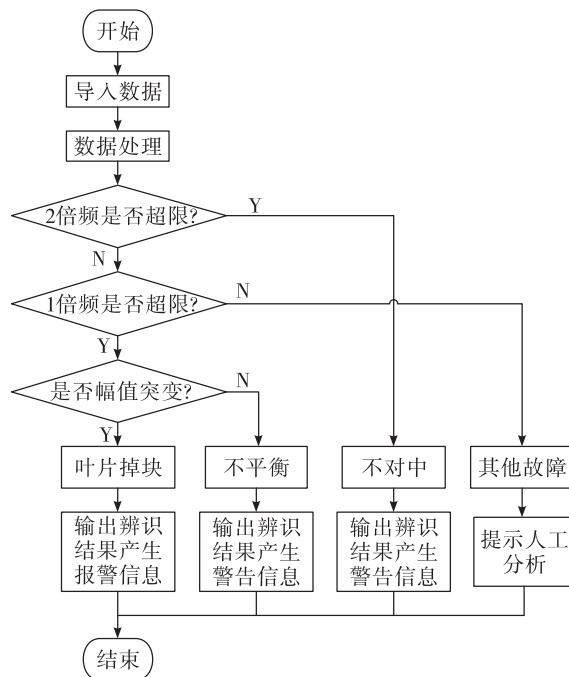 开始
导入数据
数据处理
2倍频是否超限?
Y
N
1倍频是否超限?
N
Y
是否幅值突变?
N
Y
叶片掉块
不平衡
不对中
其他故障
输出辨识
结果产生
报警信息
输出辨识
结果产生
警告信息
输出辨识
结果产生
警告信息
提示人工
分析
结束